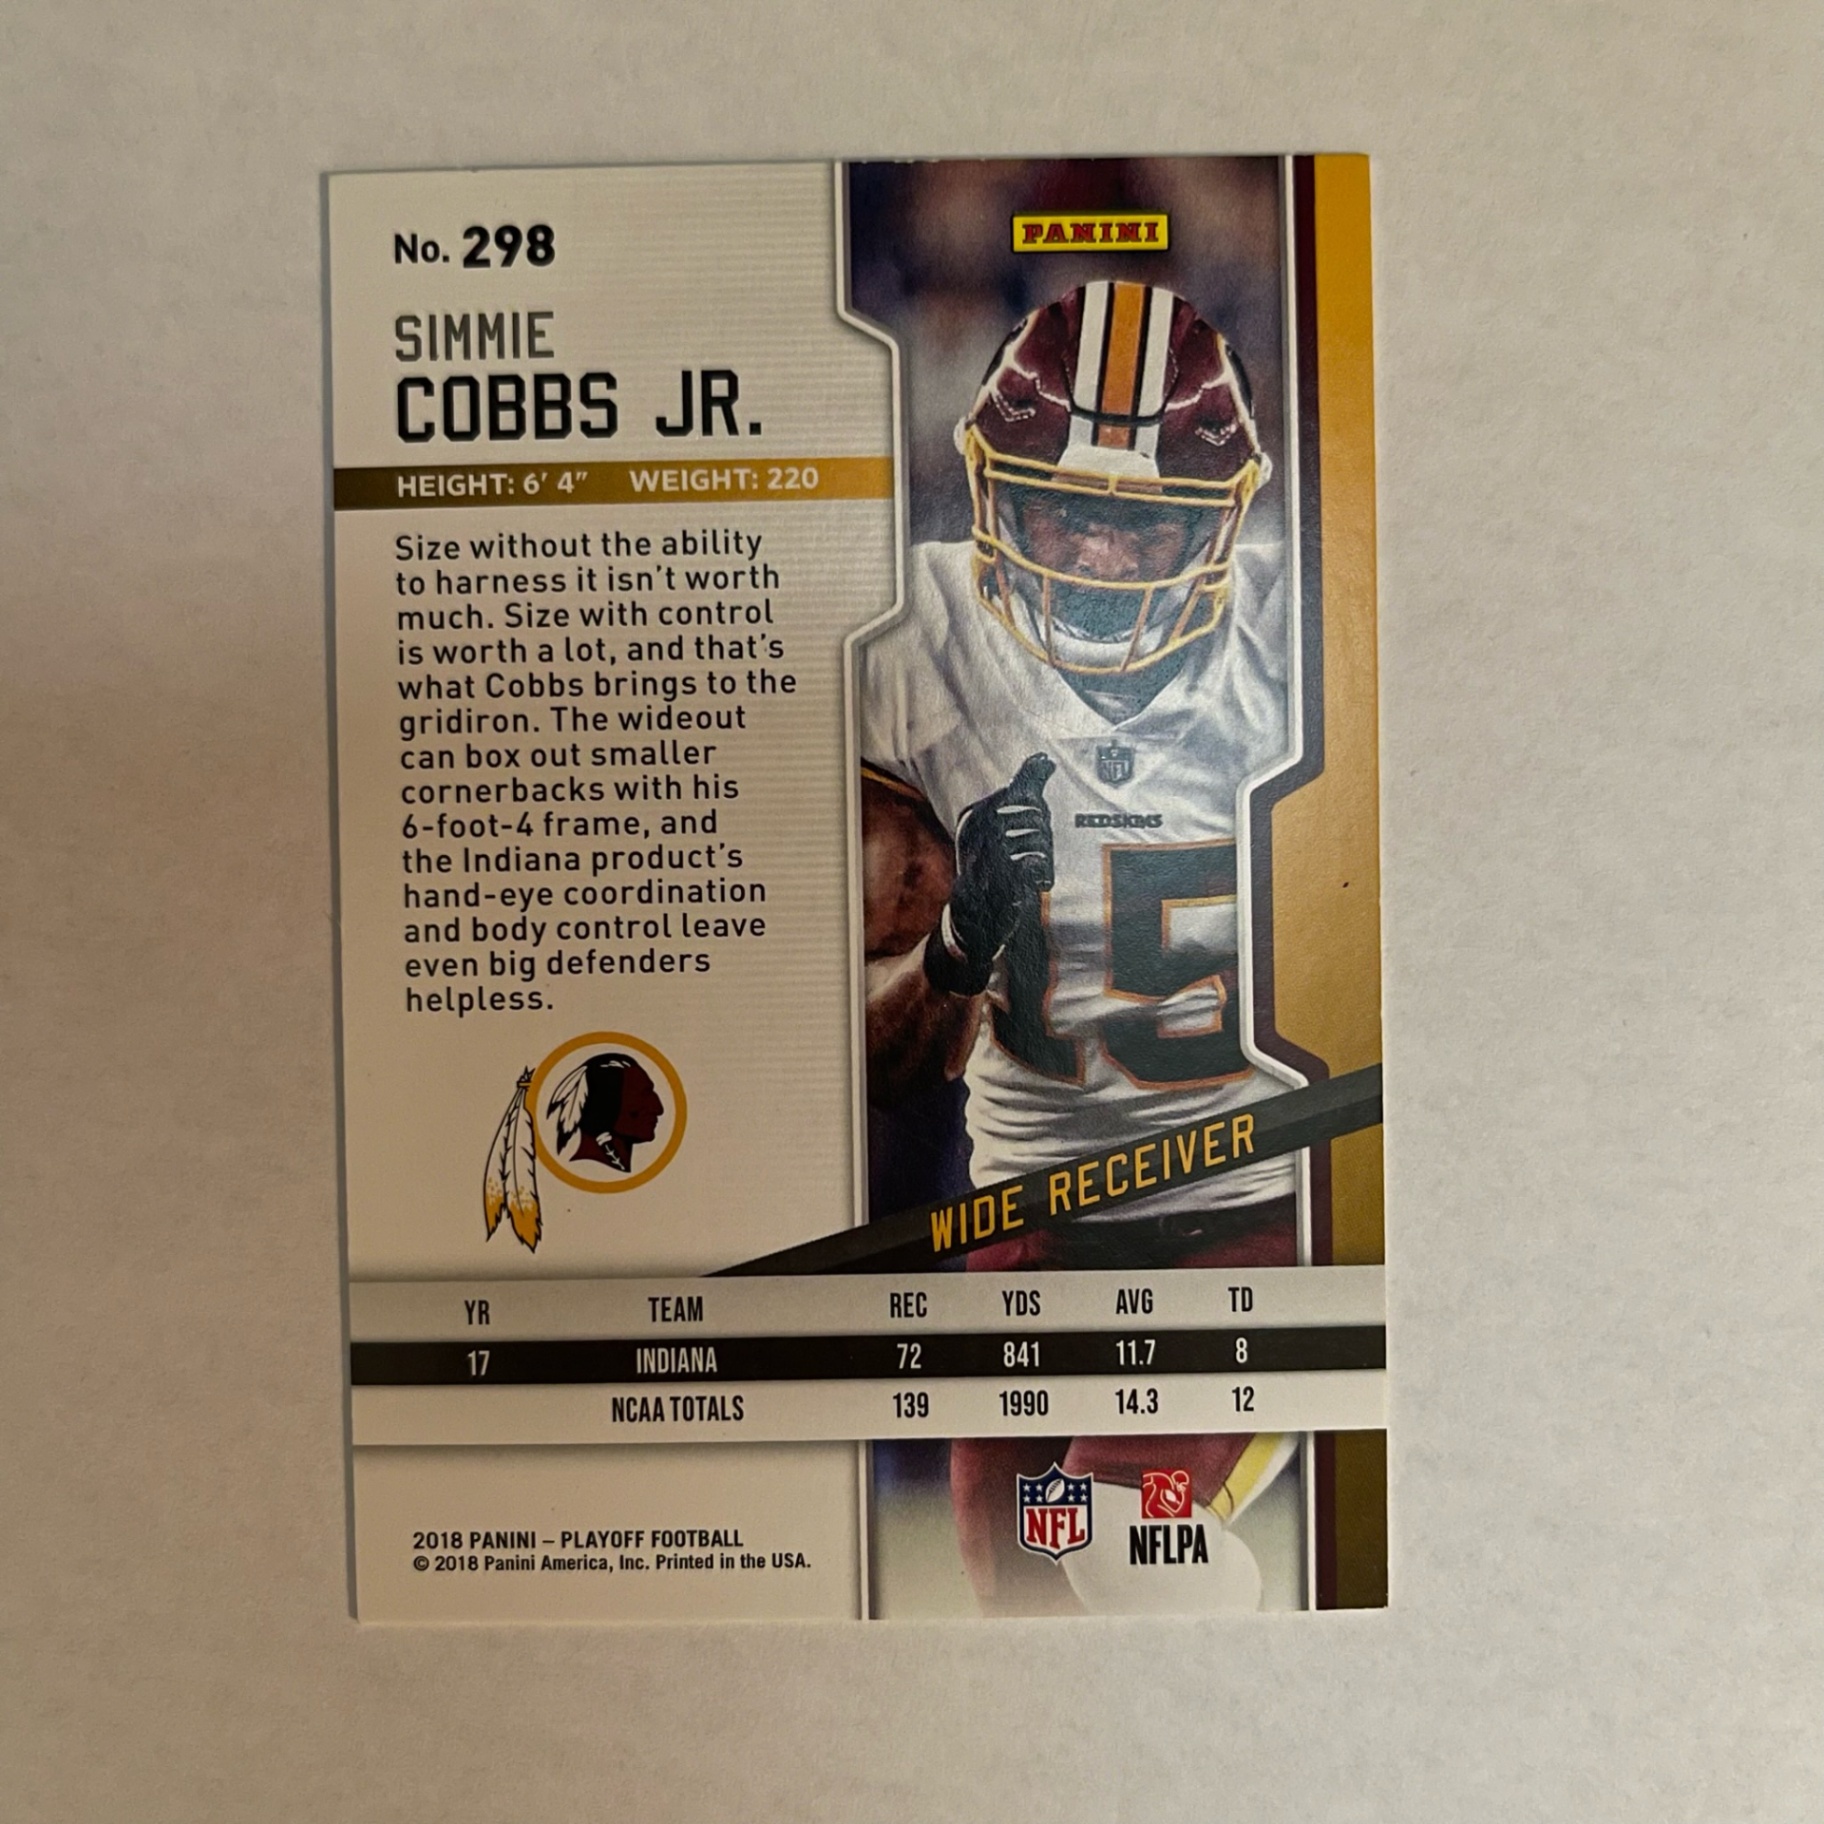 No. 298
SIMMIE
COBBS JR.
HEIGHT: 6' 4" WEIGHT: 220
Size without the ability
to harness it isn't worth
much. Size with control
is worth a lot, and that's
what Cobbs brings to the
gridiron. The wideout
can box out smaller
cornerbacks with his
6-foot-4 frame, and
the Indiana product's
hand-eye coordination
and body control leave
even big defenders
helpless.
PANINI
NFL
REDSKINS
15
WIDE RECEIVER
YR TEAM REC YDS AVG TD
17 INDIANA 72 841 11.7 8
NCAA TOTALS 139 1990 14.3 12
2018 PANINI – PLAYOFF FOOTBALL
© 2018 Panini America, Inc. Printed in the USA.
NFL
NFLPA